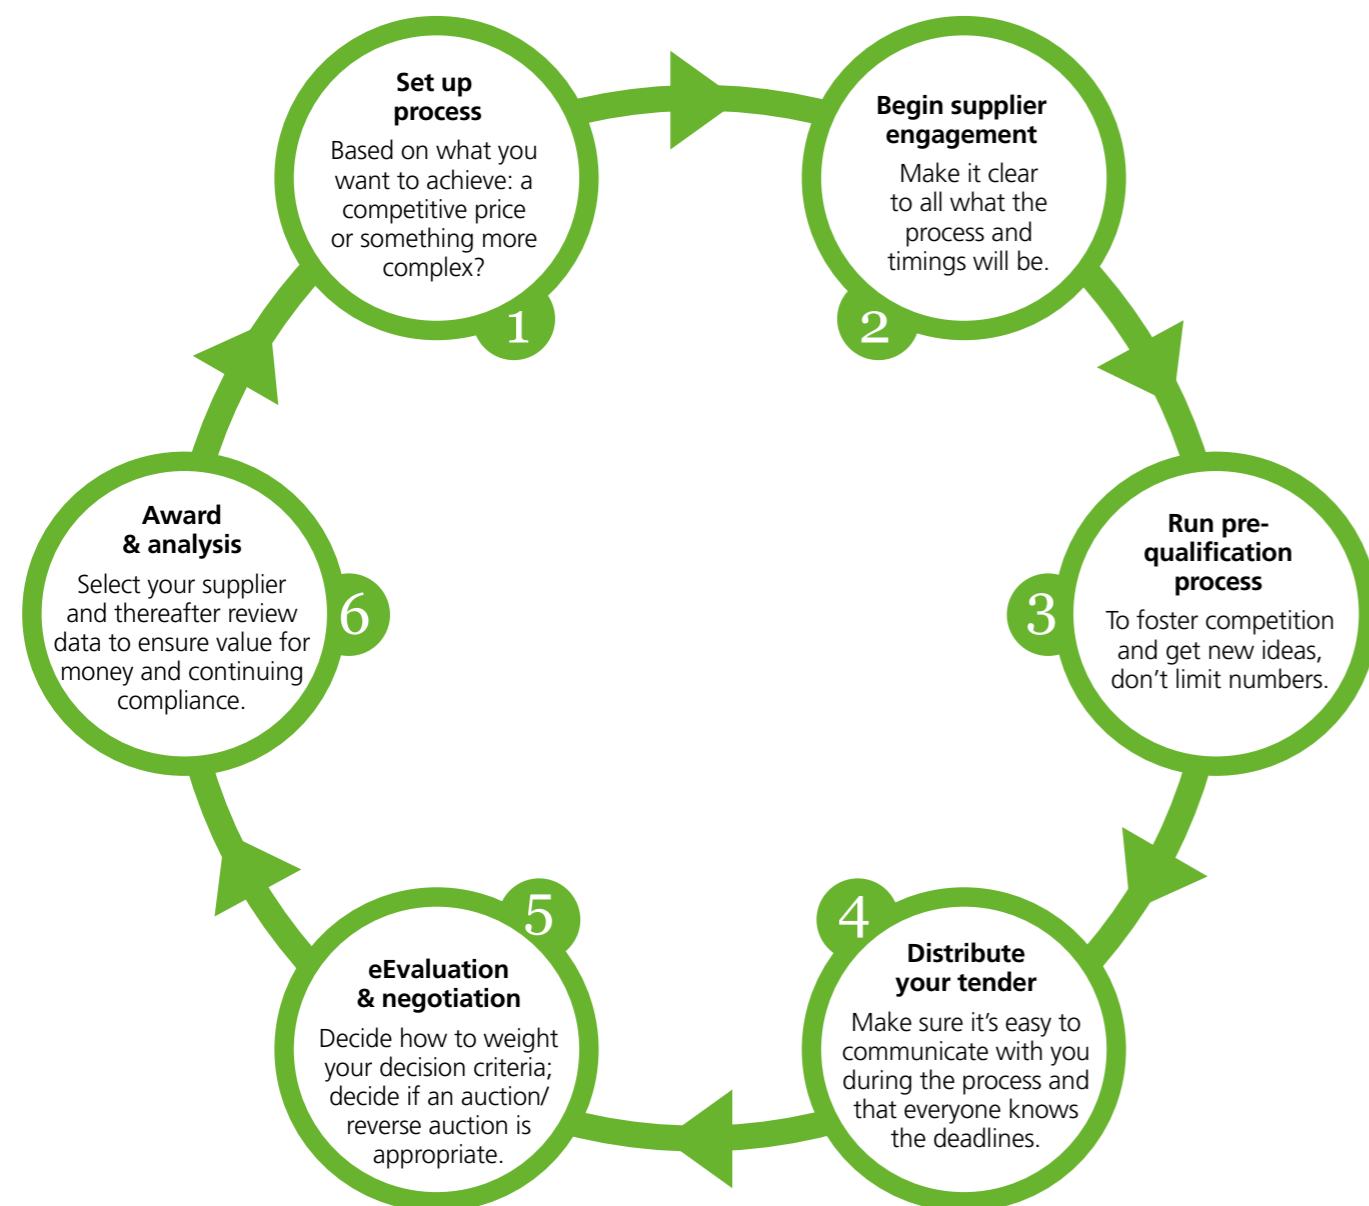 Set up
process
Based on what you
want to achieve: a
competitive price
or something more
complex?
1
Begin supplier
engagement
Make it clear
to all what the
process and
timings will be.
2
Run pre-
qualification
process
To foster competition
and get new ideas,
don’t limit numbers.
3
Distribute
your tender
Make sure it’s easy to
communicate with you
during the process and
that everyone knows
the deadlines.
4
eEvaluation
& negotiation
Decide how to weight
your decision criteria;
decide if an auction/
reverse auction is
appropriate.
5
Award
& analysis
Select your supplier
and thereafter review
data to ensure value for
money and continuing
compliance.
6